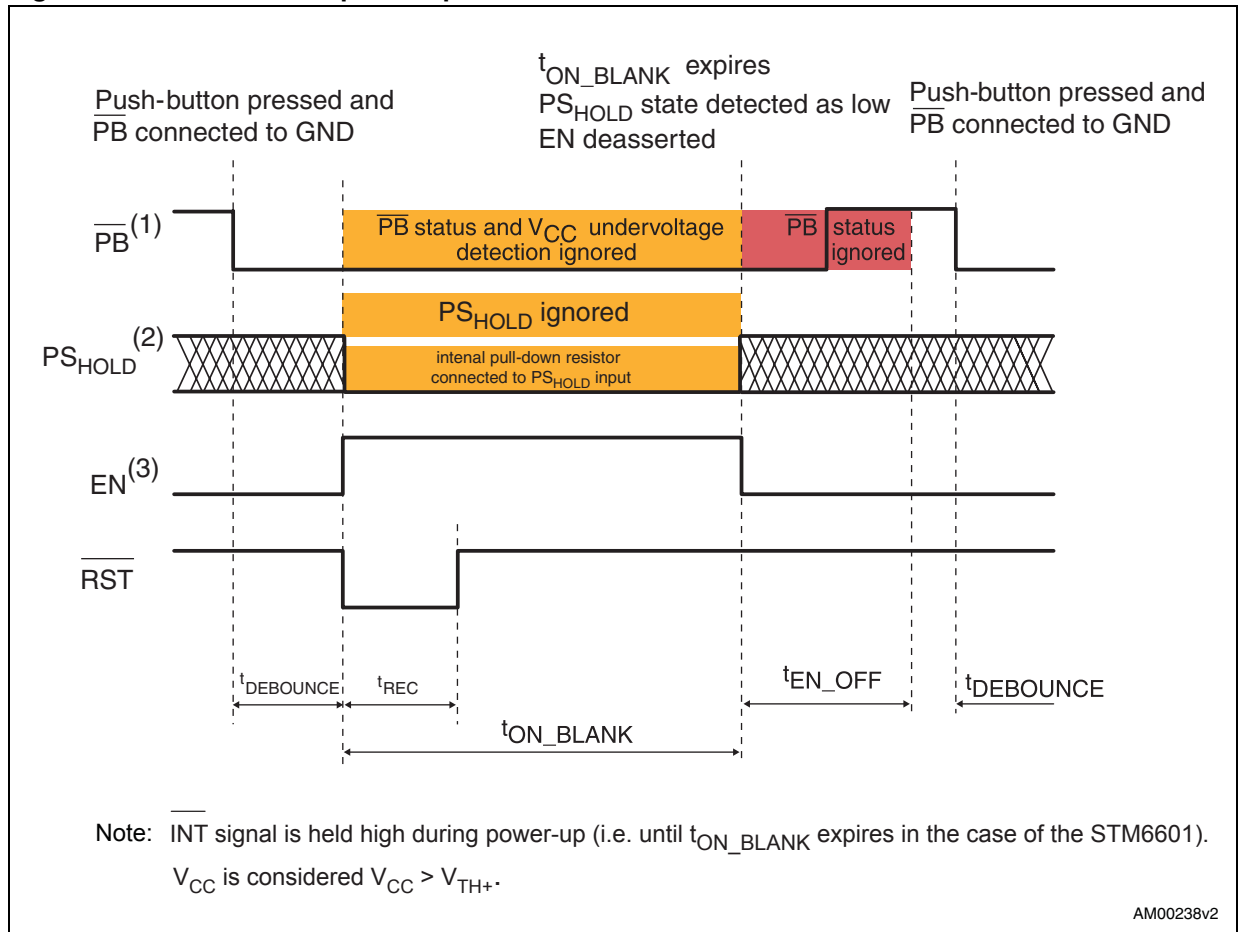 Push-button pressed and
PB connected to GND
tON_BLANK expires
PSHOLD state detected as low
EN deasserted
Push-button pressed and
PB connected to GND
PB(1)
PB status and VCC undervoltage
detection ignored
PB status
ignored
PSHOLD(2)
PSHOLD ignored
intenal pull-down resistor
connected to PSHOLD input
EN(3)
RST
tDEBOUNCE
tREC
tEN_OFF
tDEBOUNCE
tON_BLANK
Note: INT signal is held high during power-up (i.e. until tON_BLANK expires in the case of the STM6601).
VCC is considered VCC > VTH+.
AM00238v2